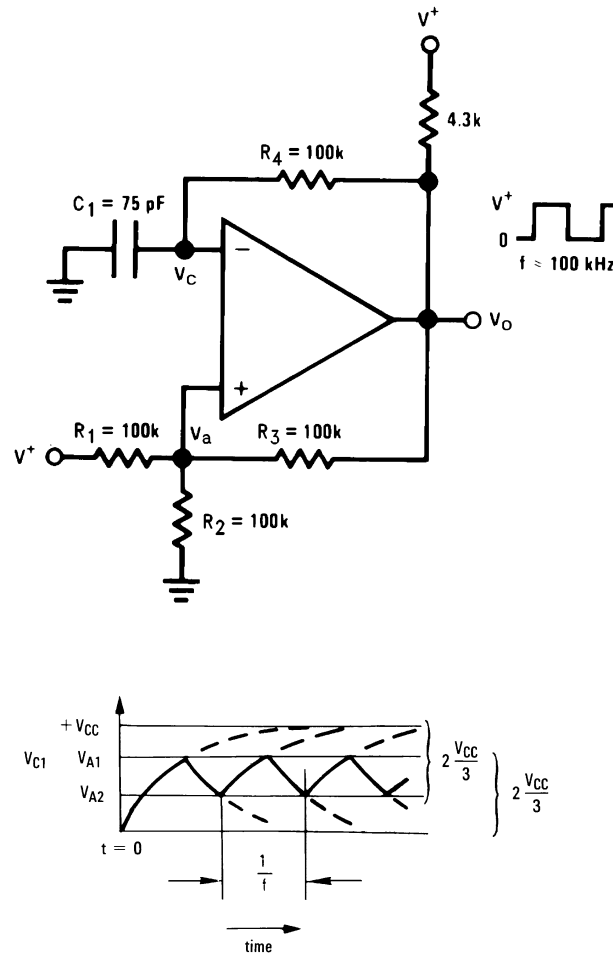 V+
4.3k
R4 = 100k
C1 = 75 pF
V+
0
f ≈ 100 kHz
−
VC
VO
+
R1 = 100k
Va
R3 = 100k
V+
R2 = 100k
+VCC
VC1
VA1
2 VCC/3
VA2
2 VCC/3
t = 0
1/f
time